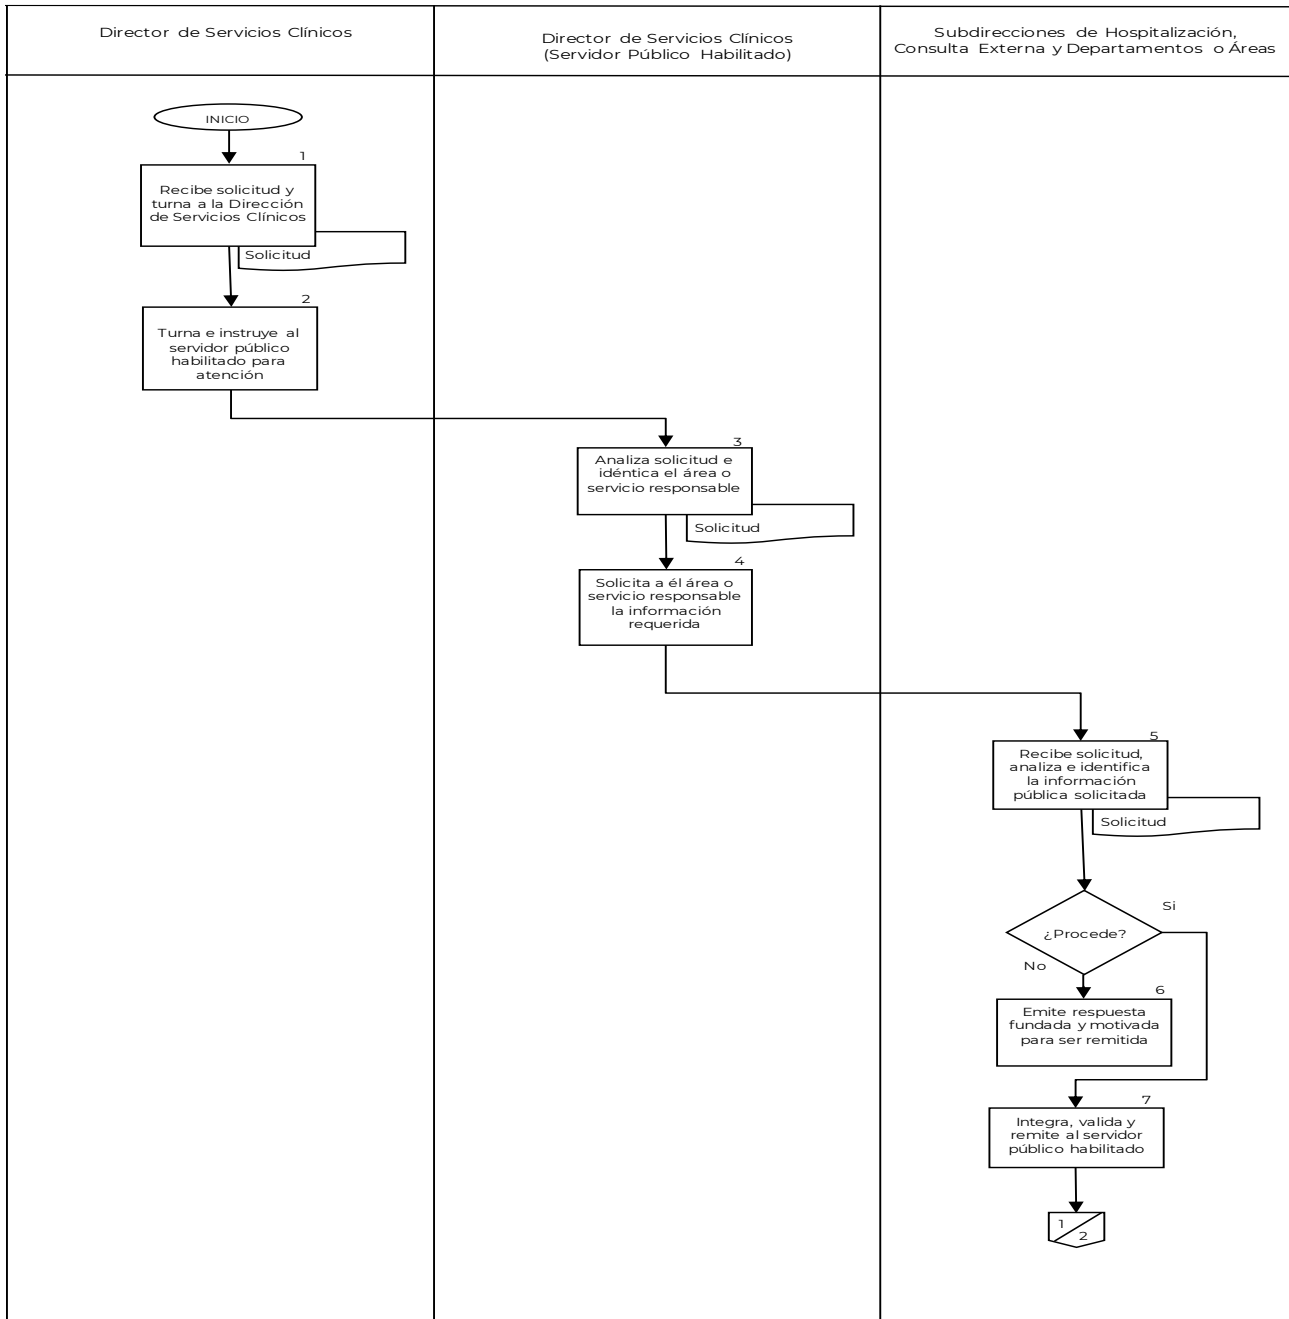 Director de Servicios Clínicos
Director de Servicios Clínicos
(Servidor Público Habilitado)
Subdirecciones de Hospitalización,
Consulta Externa y Departamentos o Áreas
INICIO
1
Recibe solicitud y
turna a la Dirección
de Servicios Clínicos
Solicitud
2
Turna e instruye al
servidor público
habilitado para
atención
3
Analiza solicitud e
idéntica el área o
servicio responsable
Solicitud
4
Solicita a él área o
servicio responsable
la información
requerida
5
Recibe solicitud,
analiza e identifica
la información
pública solicitada
Solicitud
Si
¿Procede?
No
6
Emite respuesta
fundada y motivada
para ser remitida
7
Integra, valida y
remite al servidor
público habilitado
1
2